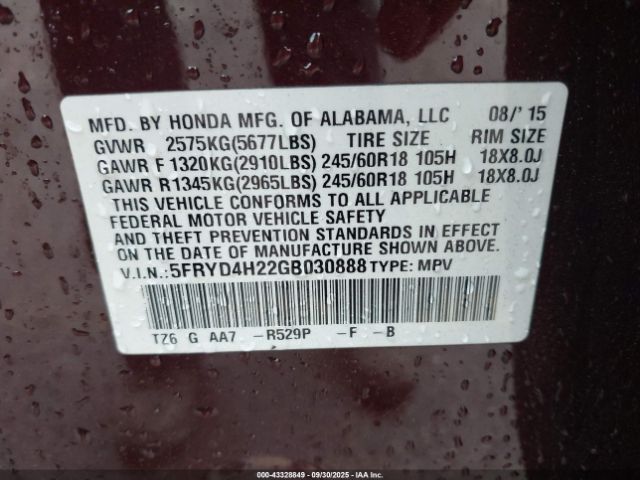 MFD. BY HONDA MFG. OF ALABAMA, LLC 08/'15
GVWR 2575KG(5677LBS) TIRE SIZE RIM SIZE
GAWR F 1320KG(2910LBS) 245/60R18 105H 18X8.0J
GAWR R1345KG(2965LBS) 245/60R18 105H 18X8.0J
THIS VEHICLE CONFORMS TO ALL APPLICABLE
FEDERAL MOTOR VEHICLE SAFETY
AND THEFT PREVENTION STANDARDS IN EFFECT
ON THE DATE OF MANUFACTURE SHOWN ABOVE.
V.I.N.:5FRYD4H22GB030888 TYPE: MPV
TZ6 G AA7 -R529P -F -B
000-43328849 - 09/30/2025 - IAA Inc.